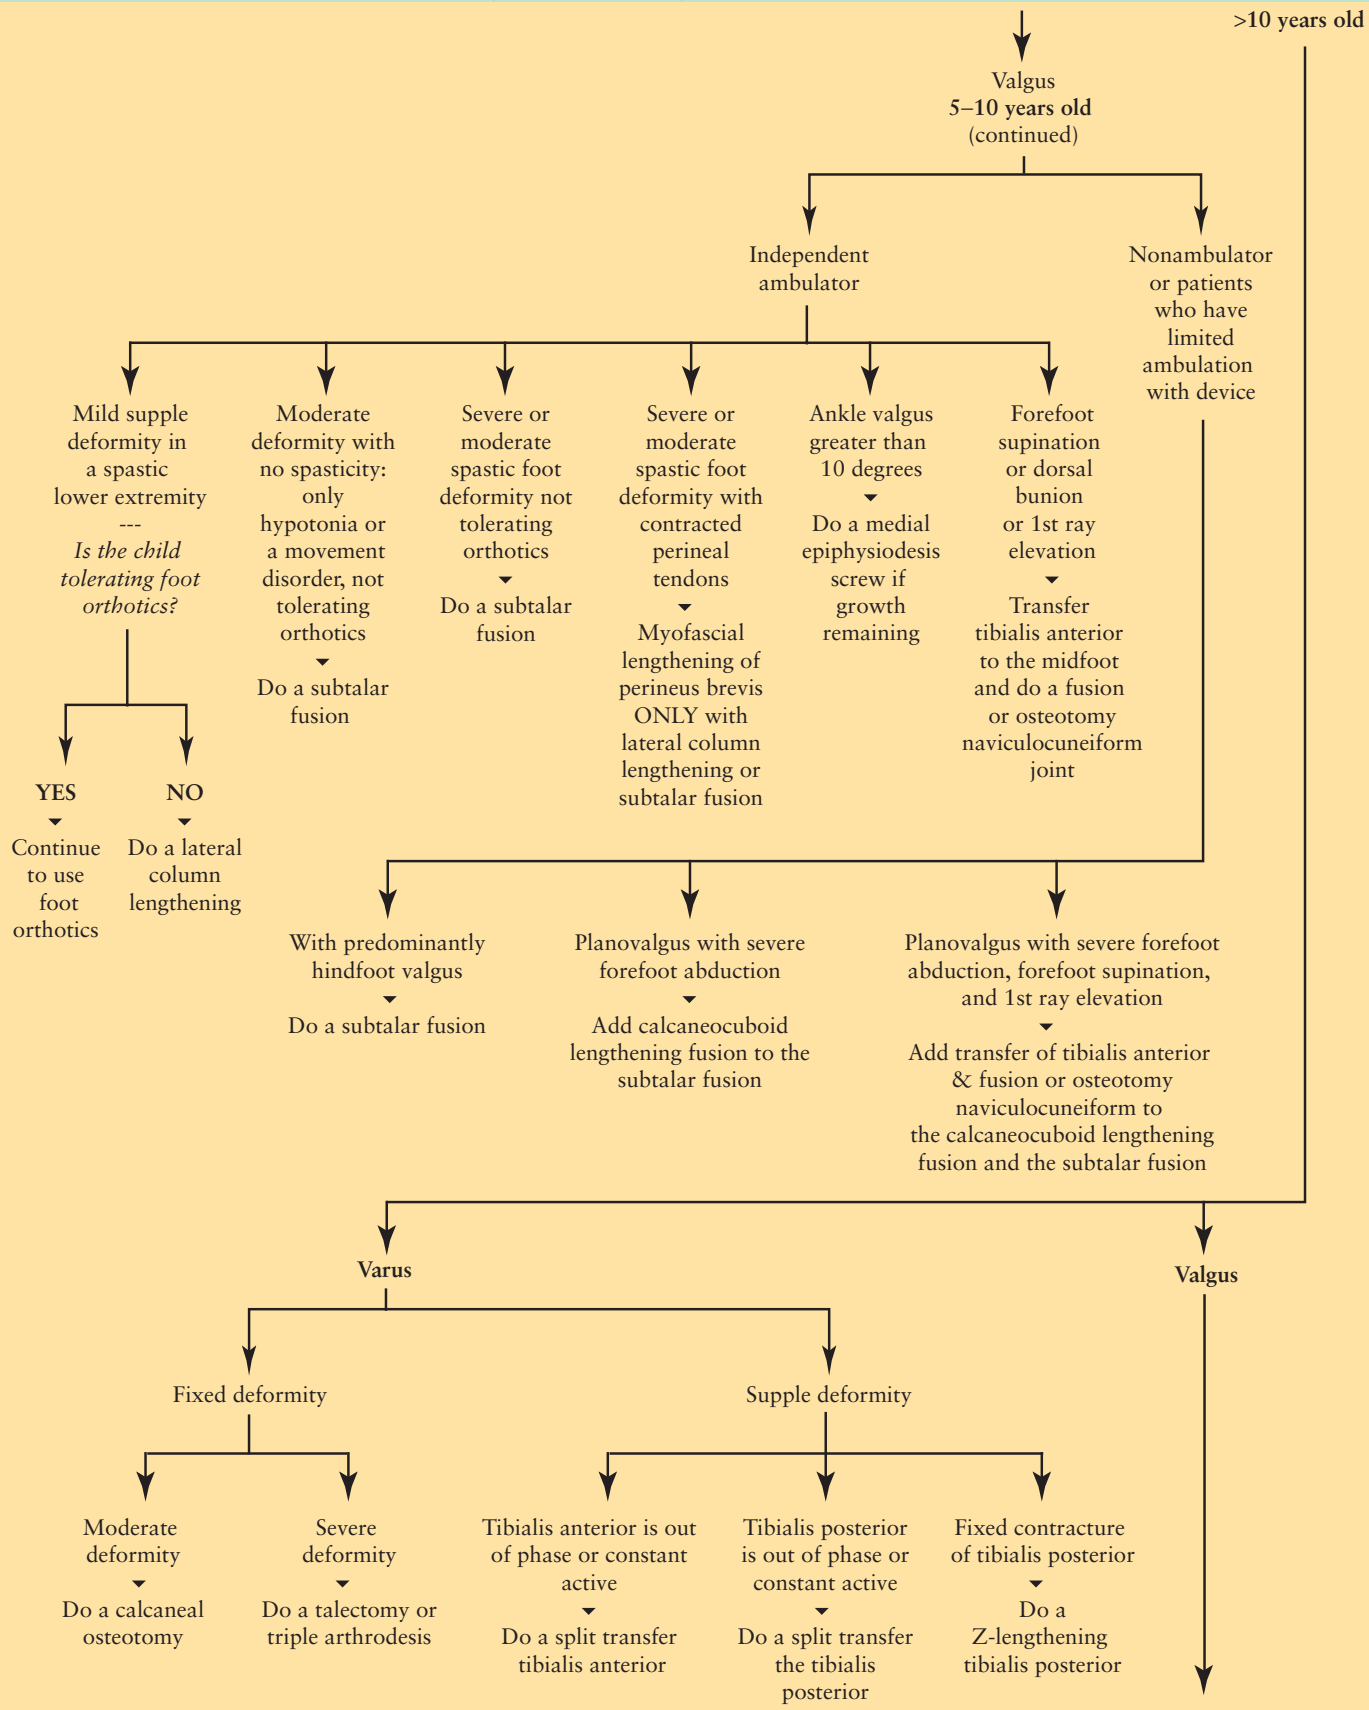 >10 years old
Valgus
5–10 years old
(continued)
Independent
ambulator
Nonambulator
or patients
who have
limited
ambulation
with device
Mild supple
deformity in
a spastic
lower extremity
---
Is the child
tolerating foot
orthotics?
YES
Continue
to use
foot
orthotics
NO
Do a lateral
column
lengthening
Moderate
deformity with
no spasticity:
only
hypotonia or
a movement
disorder, not
tolerating
orthotics
Do a subtalar
fusion
Severe or
moderate
spastic foot
deformity not
tolerating
orthotics
Do a subtalar
fusion
Severe or
moderate
spastic foot
deformity with
contracted
perineal
tendons
Myofascial
lengthening of
perineus brevis
ONLY with
lateral column
lengthening or
subtalar fusion
Ankle valgus
greater than
10 degrees
Do a medial
epiphysiodesis
screw if
growth
remaining
Forefoot
supination
or dorsal
bunion
or 1st ray
elevation
Transfer
tibialis anterior
to the midfoot
and do a fusion
or osteotomy
naviculocuneiform
joint
With predominantly
hindfoot valgus
Do a subtalar fusion
Planovalgus with severe
forefoot abduction
Add calcaneocuboid
lengthening fusion to the
subtalar fusion
Planovalgus with severe forefoot
abduction, forefoot supination,
and 1st ray elevation
Add transfer of tibialis anterior
& fusion or osteotomy
naviculocuneiform to
the calcaneocuboid lengthening
fusion and the subtalar fusion
Varus
Valgus
Fixed deformity
Supple deformity
Moderate
deformity
Do a calcaneal
osteotomy
Severe
deformity
Do a talectomy or
triple arthrodesis
Tibialis anterior is out
of phase or constant
active
Do a split transfer
tibialis anterior
Tibialis posterior
is out of phase or
constant active
Do a split transfer
the tibialis
posterior
Fixed contracture
of tibialis posterior
Do a
Z-lengthening
tibialis posterior